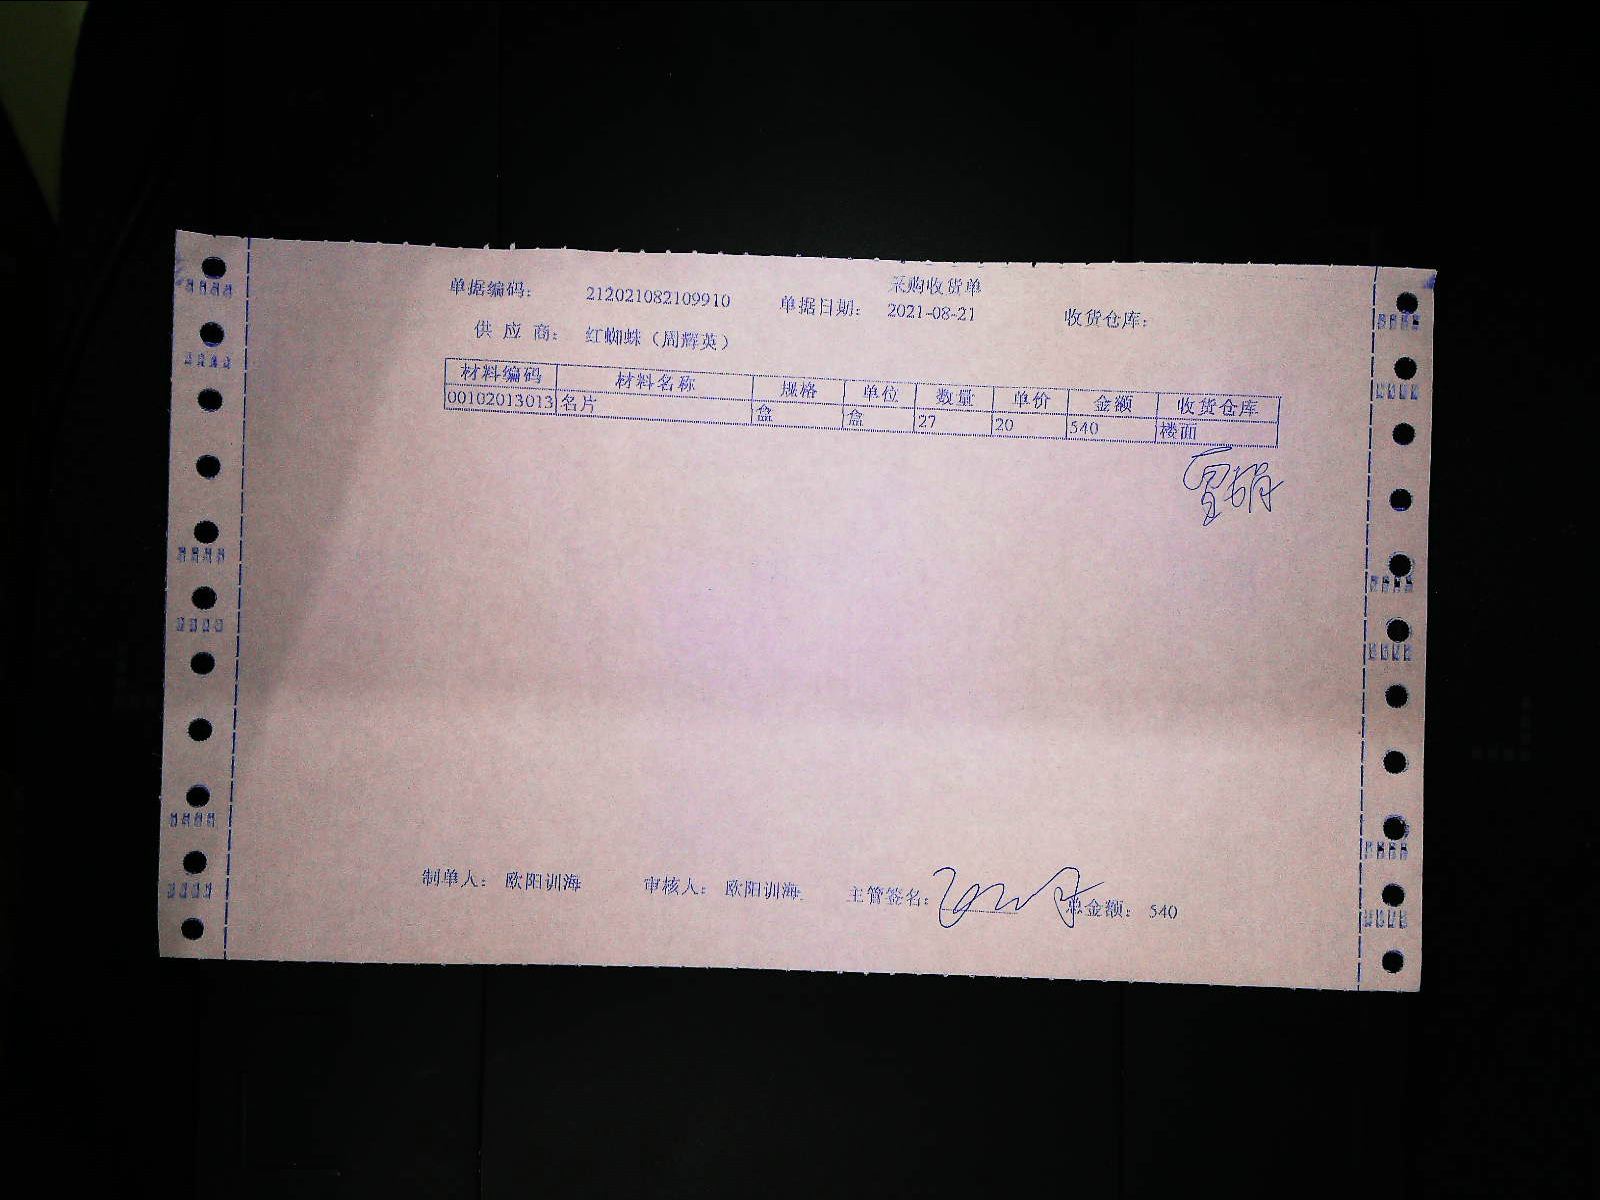 采购收货单
单据编码: 212021082109910 单据日期: 2021-08-21 收货仓库:
供 应 商: 红蜘蛛（周辉英）
材料编码 材料名称 规格 单位 数量 单价 金额 收货仓库
00102013013 名片 盒 盒 27 20 540 楼面
制单人: 欧阳训海 审核人: 欧阳训海 主管签名: 总金额: 540